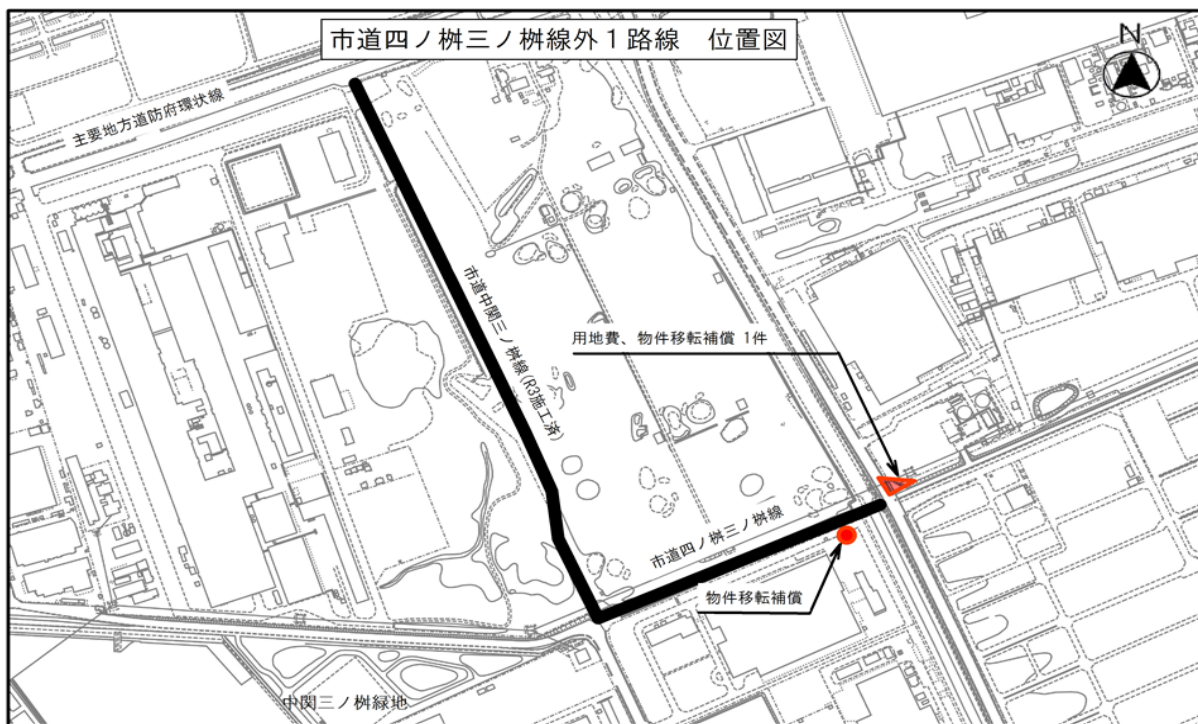 市道四ノ桝三ノ桝線外１路線　位置図
N
主要地方道防府環状線
市道中関三ノ桝線(R3施工済)
用地費、物件移転補償 1件
市道四ノ桝三ノ桝線
物件移転補償
中関三ノ桝緑地